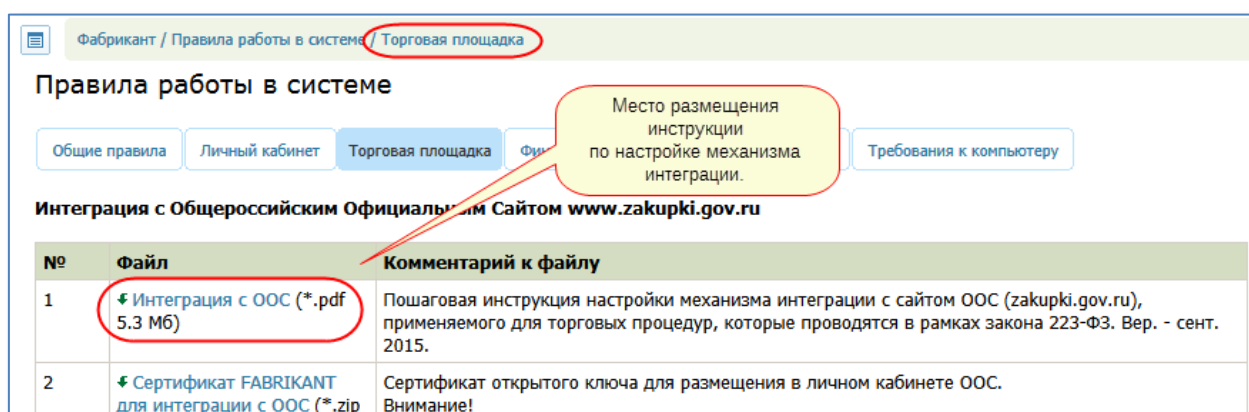 Фабрикант / Правила работы в системе / Торговая площадка
Правила работы в системе
Место размещения
инструкции
по настройке механизма
интеграции.
Общие правила
Личный кабинет
Торговая площадка
Требования к компьютеру
Интеграция с Общероссийским Официальным Сайтом www.zakupki.gov.ru
№ Файл Комментарий к файлу
1 Интеграция с ООС (*.pdf
5.3 Мб)
Пошаговая инструкция настройки механизма интеграции с сайтом ООС (zakupki.gov.ru),
применяемого для торговых процедур, которые проводятся в рамках закона 223-ФЗ. Вер. - сент.
2015.
2 Сертификат FABRIKANT
для интеграции с ООС (*.zip
Сертификат открытого ключа для размещения в личном кабинете ООС.
Внимание!